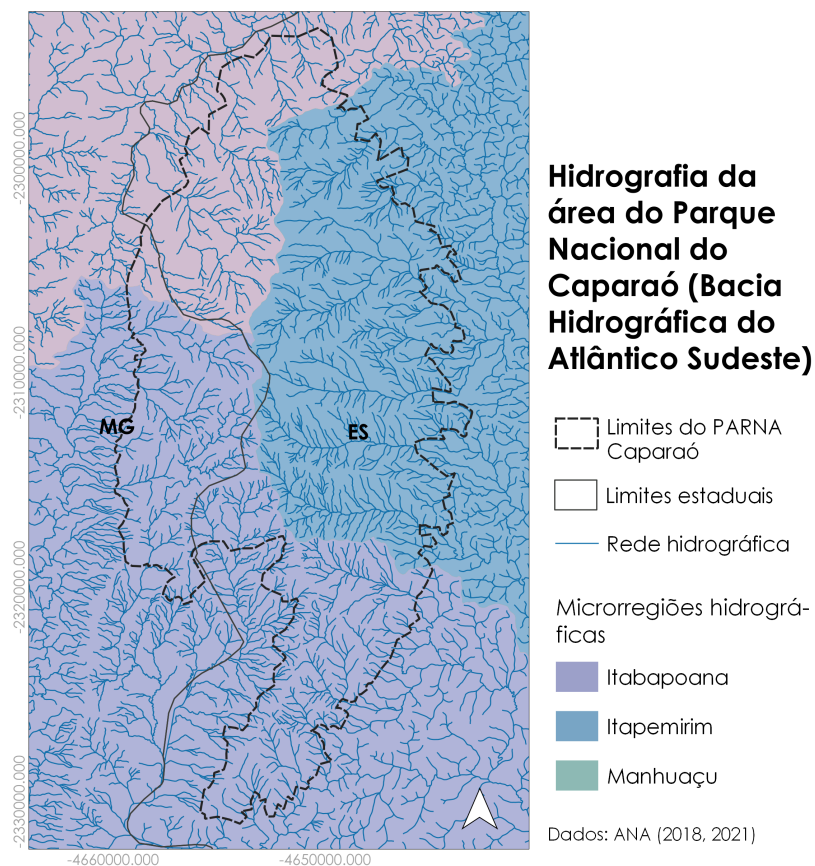 Hidrografia da
área do Parque
Nacional do
Caparaó (Bacia
Hidrográfica do
Atlântico Sudeste)
Limites do PARNA
Caparaó
Limites estaduais
Rede hidrográfica
Microrregiões hidrográ-
ficas
Itabapoana
Itapemirim
Manhuaçu
Dados: ANA (2018, 2021)
MG
ES
-2300000.000
-2310000.000
-2320000.000
-2330000.000
-4660000.000
-4650000.000